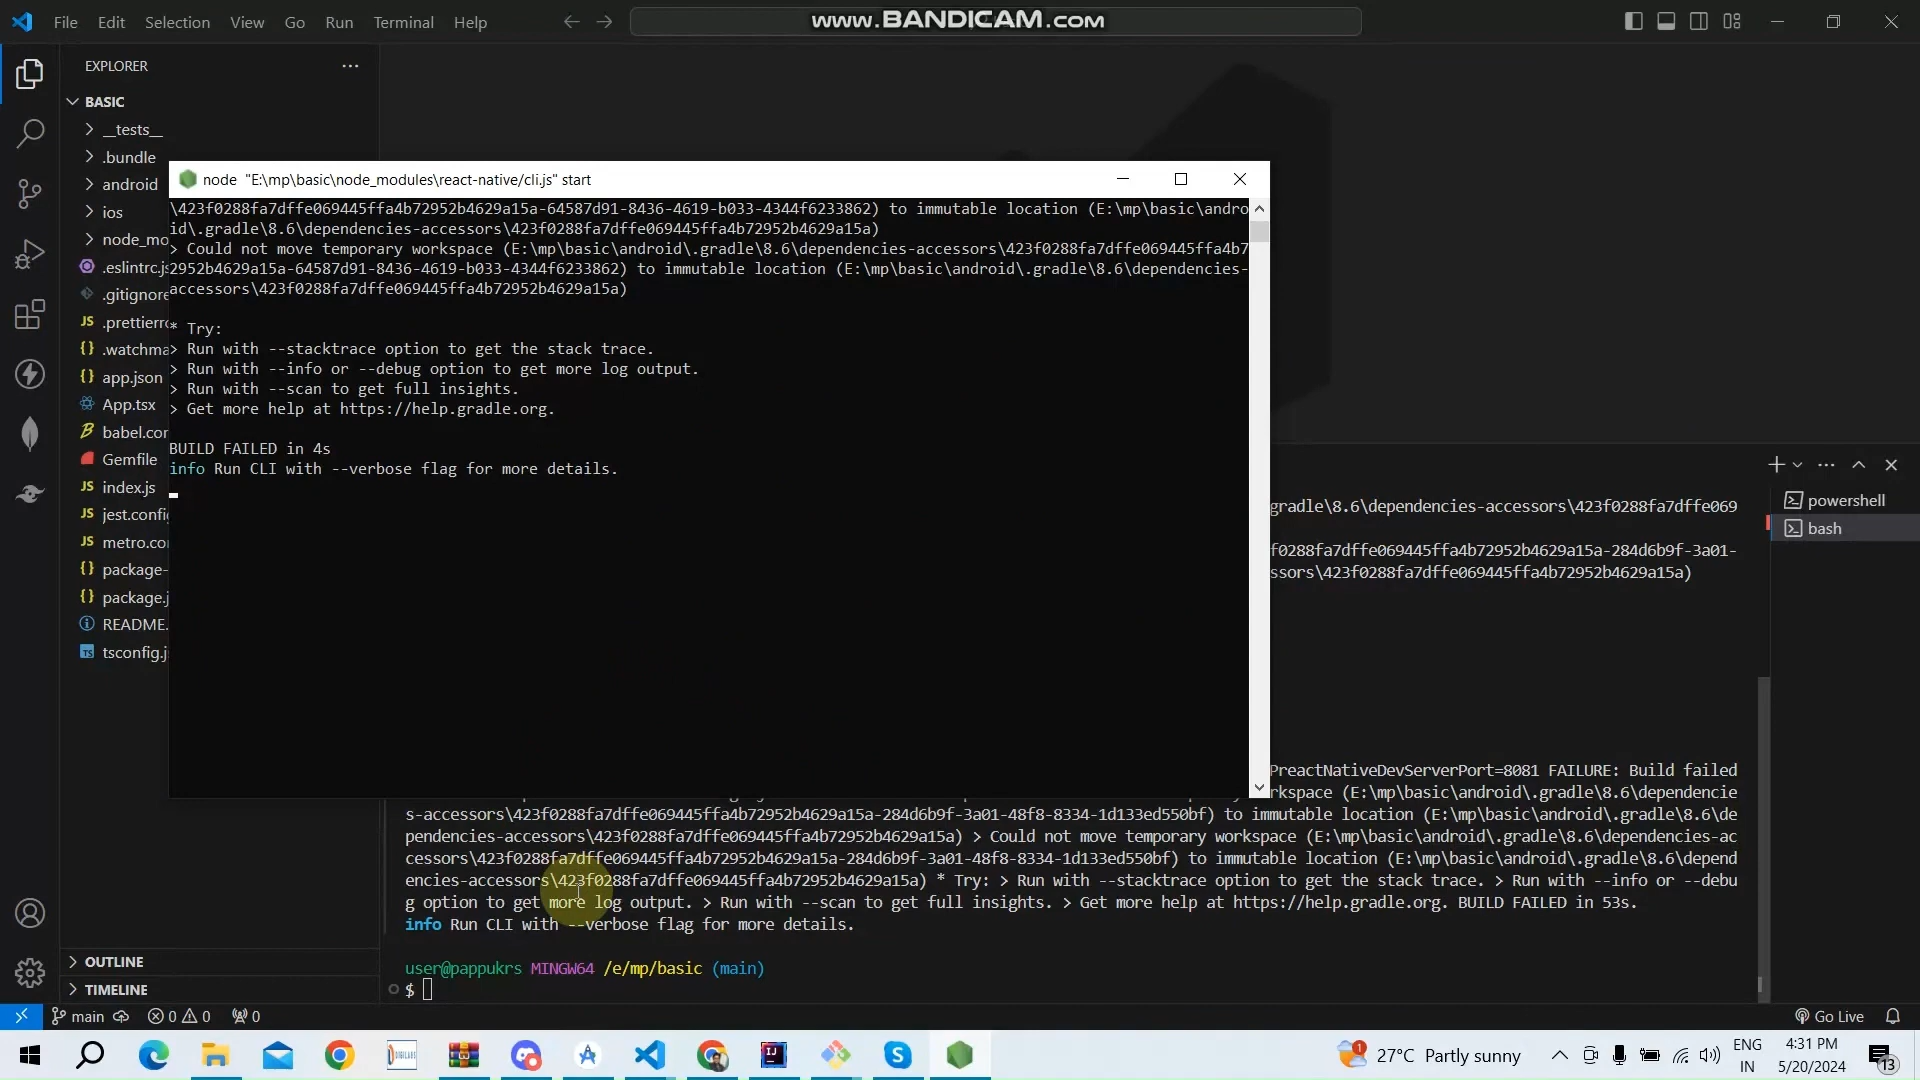 File Edit Selection View Go Run Terminal Help
www.BANDICAM.com
EXPLORER
BASIC
__tests__
.bundle
android
ios
node_mo
.eslintrc.js
.gitignore
.prettierrc
.watchma
app.json
App.tsx
babel.con
Gemfile
index.js
jest.config
metro.co
package-
package.j
README.
tsconfig.j
OUTLINE
TIMELINE
node "E:\mp\basic\node_modules\react-native/cli.js" start
\423f0288fa7dffe069445ffa4b72952b4629a15a-64587d91-8436-4619-b033-4344f6233862) to immutable location (E:\mp\basic\andro
id\.gradle\8.6\dependencies-accessors\423f0288fa7dffe069445ffa4b72952b4629a15a)
> Could not move temporary workspace (E:\mp\basic\android\.gradle\8.6\dependencies-accessors\423f0288fa7dffe069445ffa4b7
2952b4629a15a-64587d91-8436-4619-b033-4344f6233862) to immutable location (E:\mp\basic\android\.gradle\8.6\dependencies-
accessors\423f0288fa7dffe069445ffa4b72952b4629a15a)
* Try:
> Run with --stacktrace option to get the stack trace.
> Run with --info or --debug option to get more log output.
> Run with --scan to get full insights.
> Get more help at https://help.gradle.org.
BUILD FAILED in 4s
info Run CLI with --verbose flag for more details.
powershell
bash
gradle\8.6\dependencies-accessors\423f0288fa7dffe069
f0288fa7dffe069445ffa4b72952b4629a15a-284d6b9f-3a01-
ssors\423f0288fa7dffe069445ffa4b72952b4629a15a)
PreactNativeDevServerPort=8081 FAILURE: Build failed
rkspace (E:\mp\basic\android\.gradle\8.6\dependencie
s-accessors\423f0288fa7dffe069445ffa4b72952b4629a15a-284d6b9f-3a01-48f8-8334-1d133ed550bf) to immutable location (E:\mp\basic\android\.gradle\8.6\de
pendencies-accessors\423f0288fa7dffe069445ffa4b72952b4629a15a) > Could not move temporary workspace (E:\mp\basic\android\.gradle\8.6\dependencies-ac
cessors\423f0288fa7dffe069445ffa4b72952b4629a15a-284d6b9f-3a01-48f8-8334-1d133ed550bf) to immutable location (E:\mp\basic\android\.gradle\8.6\depend
encies-accessors\423f0288fa7dffe069445ffa4b72952b4629a15a) * Try: > Run with --stacktrace option to get the stack trace. > Run with --info or --debu
g option to get more log output. > Run with --scan to get full insights. > Get more help at https://help.gradle.org. BUILD FAILED in 53s.
info Run CLI with --verbose flag for more details.
user@pappukrs MINGW64 /e/mp/basic (main)
$
main 0 0 0 Go Live
27°C Partly sunny
ENG
IN
4:31 PM
5/20/2024
13